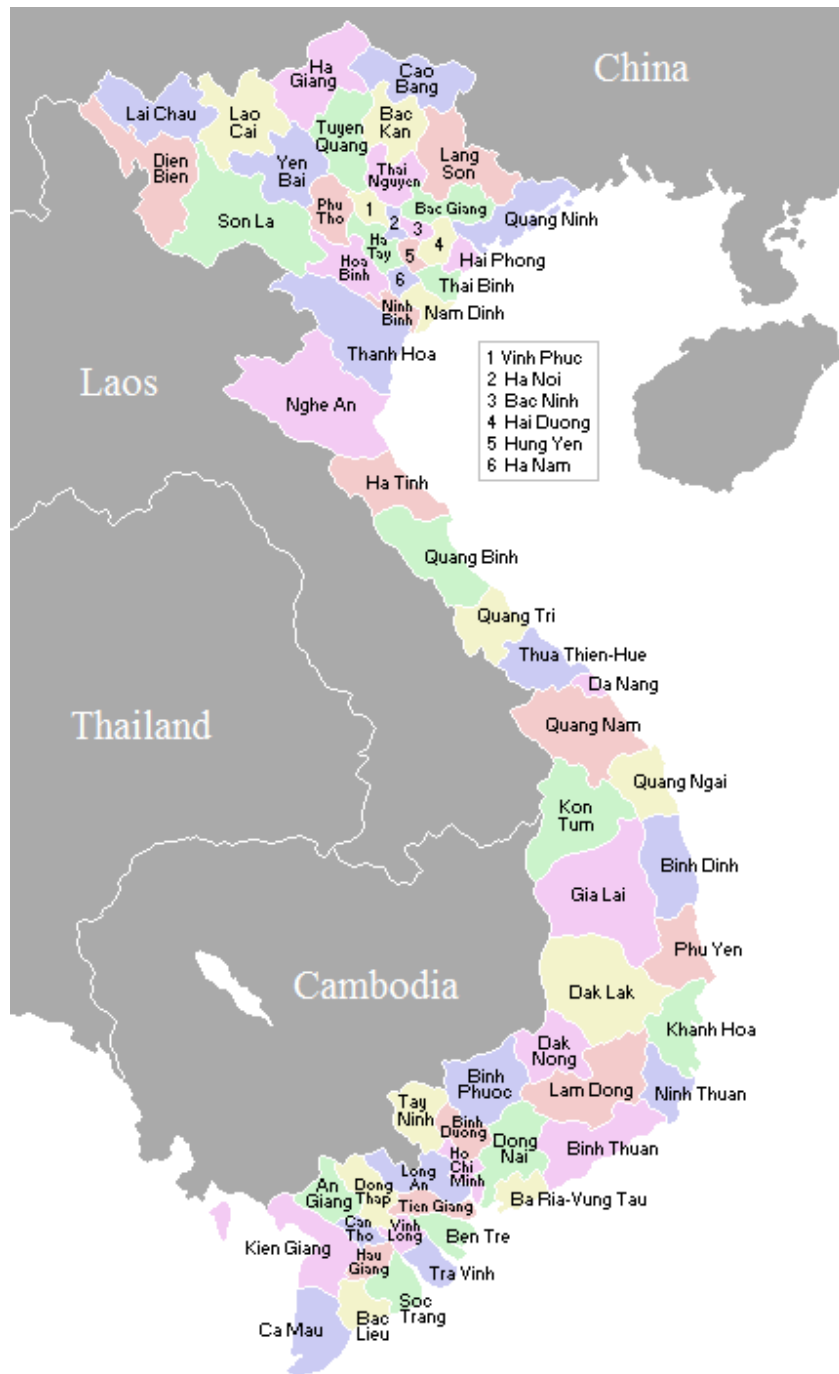 China
Ha
Giang
Cao
Bang
Lai Chau
Lao
Cai
Bac
Kan
Tuyen
Quang
Dien
Bien
Yen
Bai
Thai
Nguyen
Lang
Son
Son La
Phu
Tho
1
2
3
4
5
6
Bac Giang
Quang Ninh
Ha
Tay
Hoa
Binh
Hai Phong
Thai Binh
Ninh
Binh
Nam Dinh
Thanh Hoa
1 Vinh Phuc
2 Ha Noi
3 Bac Ninh
4 Hai Duong
5 Hung Yen
6 Ha Nam
Laos
Nghe An
Ha Tinh
Quang Binh
Quang Tri
Thua Thien-Hue
Da Nang
Thailand
Quang Nam
Quang Ngai
Kon
Tum
Binh Dinh
Gia Lai
Phu Yen
Cambodia
Dak Lak
Khanh Hoa
Dak
Nong
Binh
Phuoc
Lam Dong
Ninh Thuan
Tay
Ninh
Binh
Duong
Dong
Nai
Binh Thuan
Ho
Chi
Minh
Long
An
An
Giang
Dong
Thap
Tien Giang
Ba Ria-Vung Tau
Can
Tho
Vinh
Long
Ben Tre
Kien Giang
Hau
Giang
Tra Vinh
Soc
Trang
Ca Mau
Bac
Lieu